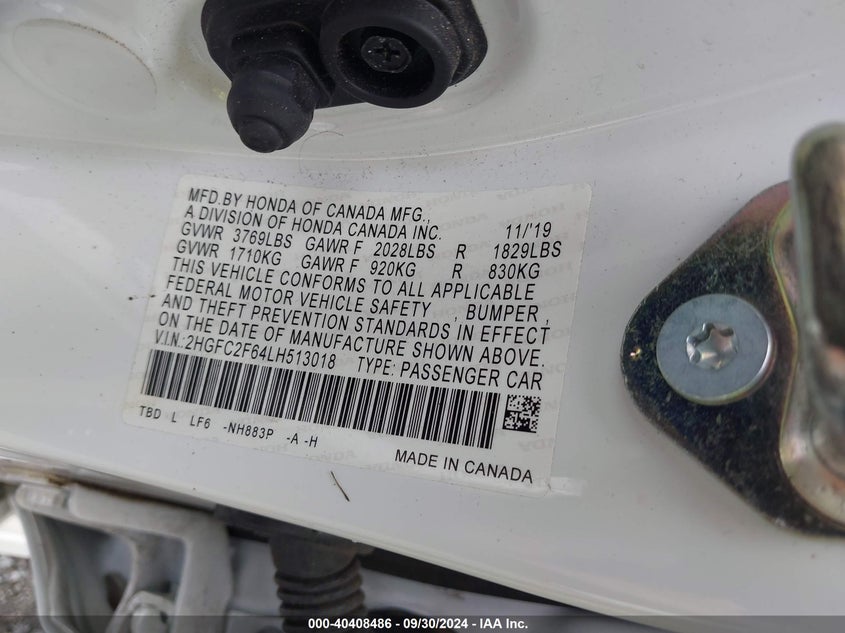 MFD.BY HONDA OF CANADA MFG.,
A DIVISION OF HONDA CANADA INC. 11/'19
GVWR 3769LBS GAWR F 2028LBS R 1829LBS
GVWR 1710KG GAWR F 920KG R 830KG
THIS VEHICLE CONFORMS TO ALL APPLICABLE
FEDERAL MOTOR VEHICLE SAFETY , BUMPER ,
AND THEFT PREVENTION STANDARDS IN EFFECT
ON THE DATE OF MANUFACTURE SHOWN ABOVE.
V.I.N.:2HGFC2F64LH513018 TYPE: PASSENGER CAR
TBD L LF6 -NH883P -A -H
MADE IN CANADA
000-40408486 - 09/30/2024 - IAA Inc.